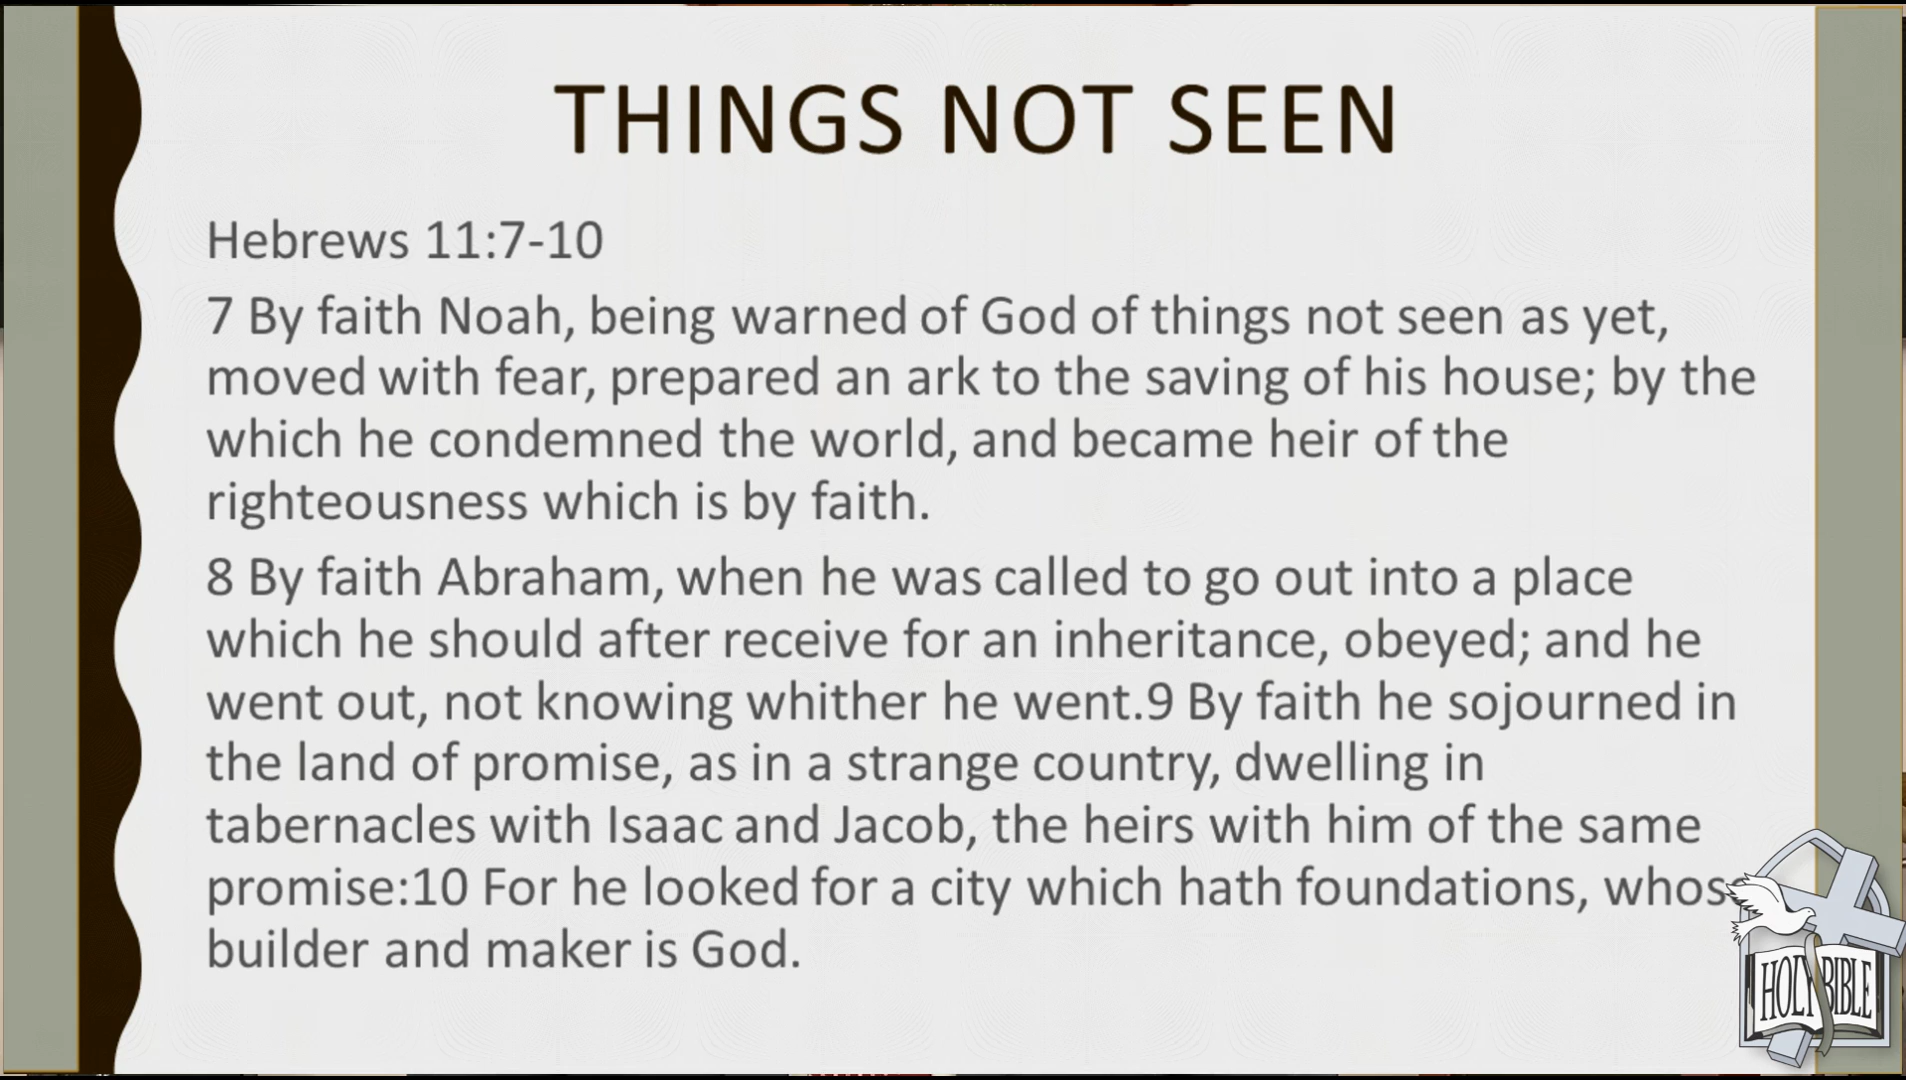 THINGS NOT SEEN
Hebrews 11:7-10
7 By faith Noah, being warned of God of things not seen as yet,
moved with fear, prepared an ark to the saving of his house; by the
which he condemned the world, and became heir of the
righteousness which is by faith.
8 By faith Abraham, when he was called to go out into a place
which he should after receive for an inheritance, obeyed; and he
went out, not knowing whither he went.9 By faith he sojourned in
the land of promise, as in a strange country, dwelling in
tabernacles with Isaac and Jacob, the heirs with him of the same
promise:10 For he looked for a city which hath foundations, whose
builder and maker is God.
HOLY BIBLE